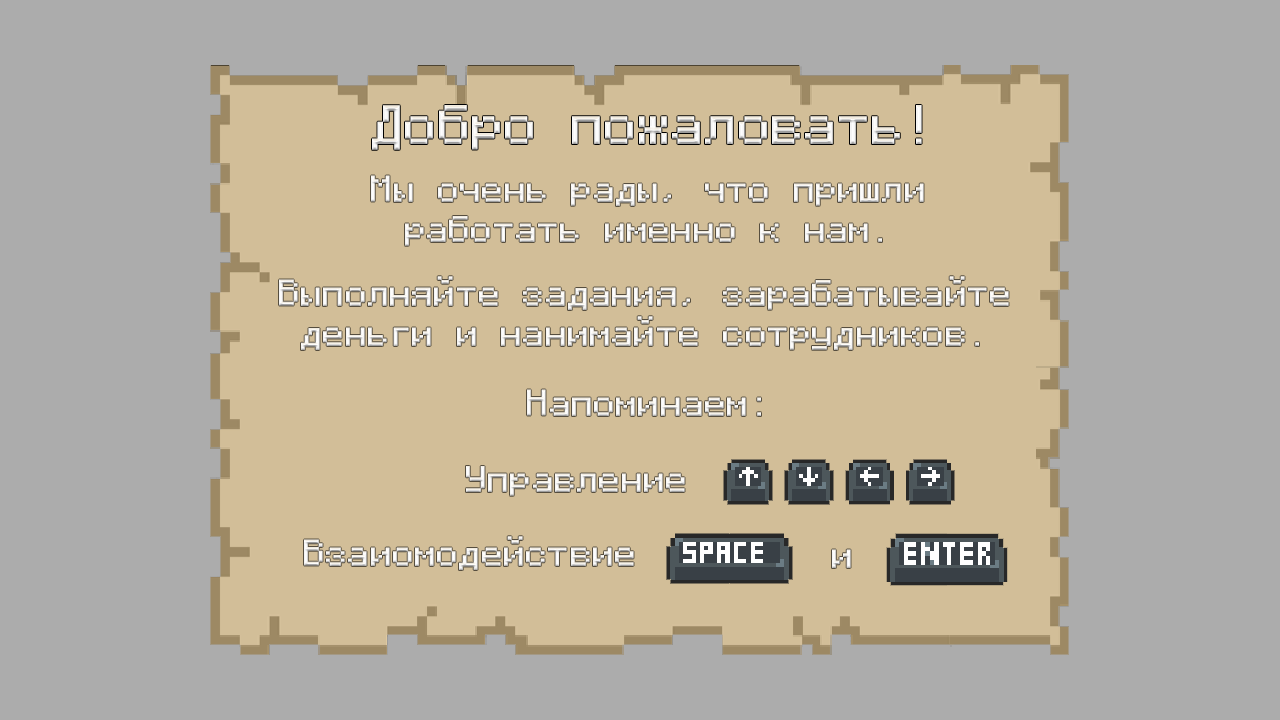 Добро пожаловать!
Мы очень рады, что пришли
работать именно к нам.
Выполняйте задания, зарабатывайте
деньги и нанимайте сотрудников.
Напоминаем:
Управление ↑ ↓ ← →
Взаимодействие SPACE и ENTER